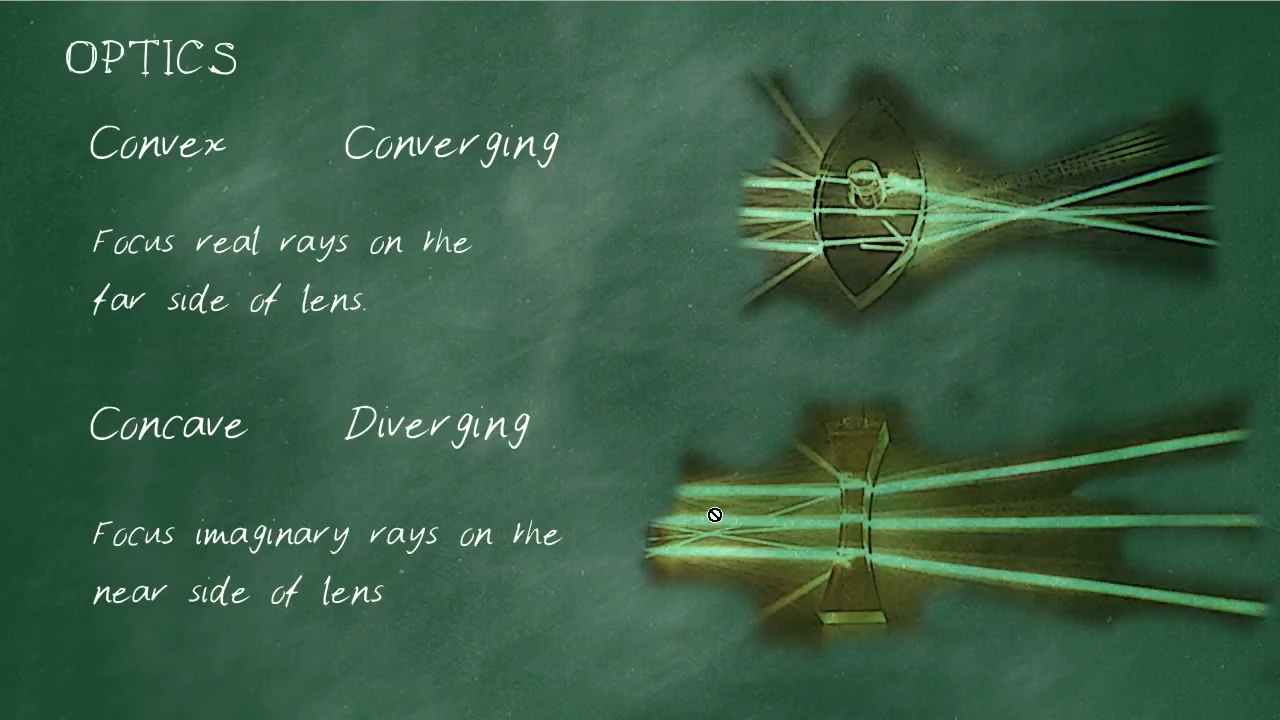 OPTICS
Convex Converging
Focus real rays on the
far side of lens.
Concave Diverging
Focus imaginary rays on the
near side of lens